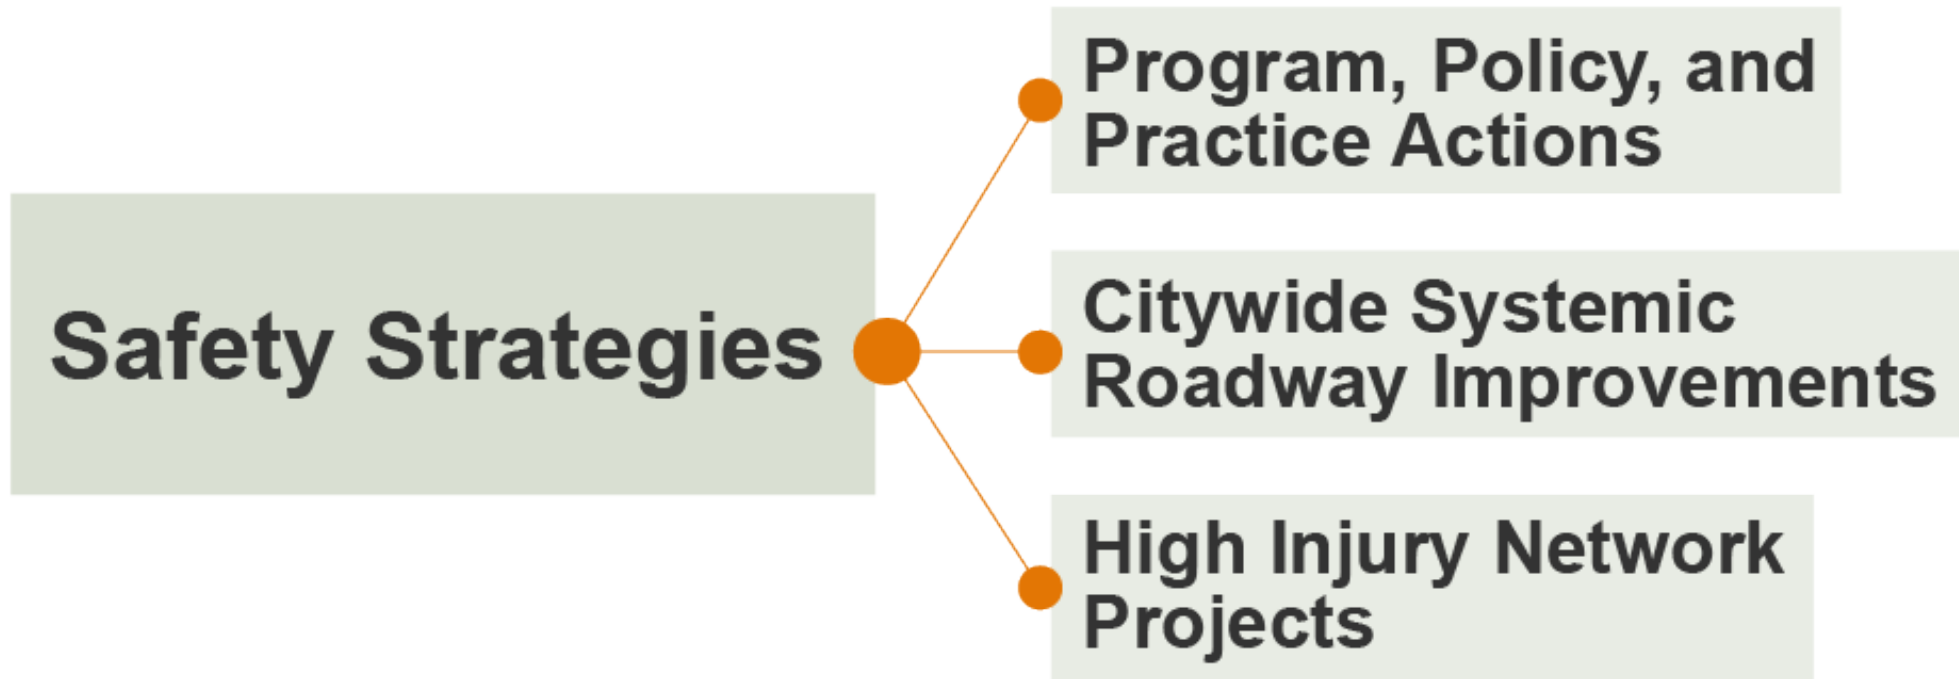 Safety Strategies
Program, Policy, and
Practice Actions
Citywide Systemic
Roadway Improvements
High Injury Network
Projects